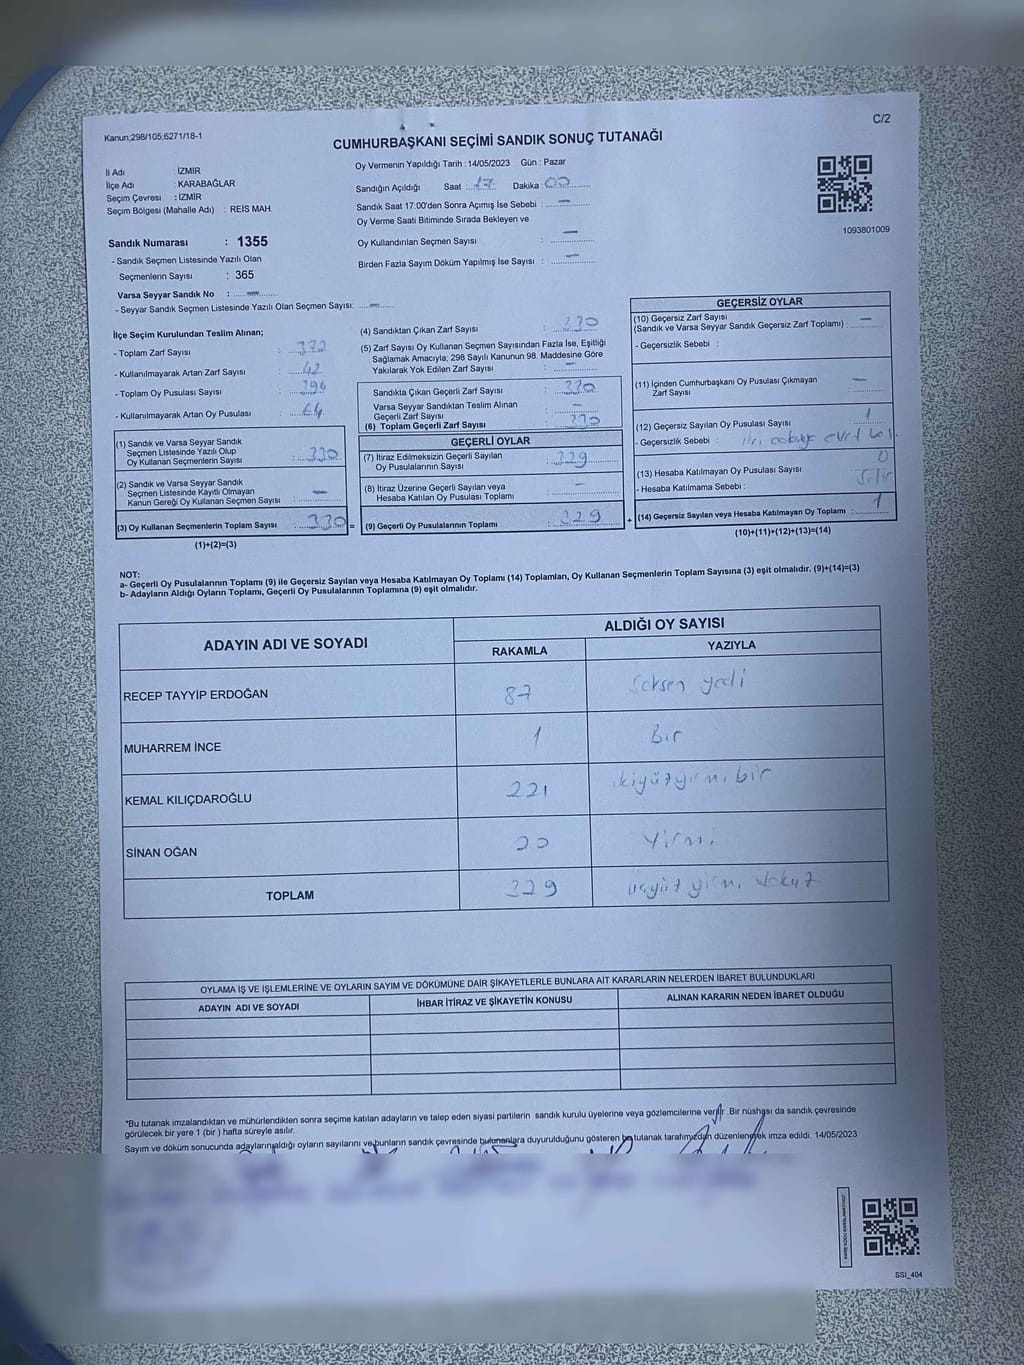 Kanun;298/105,6271/18-1
C/2
CUMHURBAŞKANI SEÇİMİ SANDIK SONUÇ TUTANAĞI
İl Adı : İZMİR
İlçe Adı : KARABAĞLAR
Seçim Çevresi : İZMİR
Seçim Bölgesi (Mahalle Adı) : REİS MAH.
Sandık Numarası : 1355
- Sandık Seçmen Listesinde Yazılı Olan
Seçmenlerin Sayısı : 365
Varsa Seyyar Sandık No : —
- Seyyar Sandık Seçmen Listesinde Yazılı Olan Seçmen Sayısı: —
Oy Vermenin Yapıldığı Tarih : 14/05/2023 Gün : Pazar
Sandığın Açıldığı Saat : 17 Dakika : 00
Sandık Saat 17:00'den Sonra Açımış İse Sebebi : —
Oy Verme Saati Bitiminde Sırada Bekleyen ve
Oy Kullandırılan Seçmen Sayısı : —
Birden Fazla Sayım Döküm Yapılmış İse Sayısı : —
1093801009
İlçe Seçim Kurulundan Teslim Alınan;
- Toplam Zarf Sayısı : 372
- Kullanılmayarak Artan Zarf Sayısı : 42
- Toplam Oy Pusulası Sayısı : 394
- Kullanılmayarak Artan Oy Pusulası : 64
(1) Sandık ve Varsa Seyyar Sandık
Seçmen Listesinde Yazılı Olup
Oy Kullanan Seçmenlerin Sayısı : 330
(2) Sandık ve Varsa Seyyar Sandık
Seçmen Listesinde Kayıtlı Olmayan
Kanun Gereği Oy Kullanan Seçmen Sayısı : —
(3) Oy Kullanan Seçmenlerin Toplam Sayısı : 330 =
(1)+(2)=(3)
(4) Sandıktan Çıkan Zarf Sayısı : 330
(5) Zarf Sayısı Oy Kullanan Seçmen Sayısından Fazla İse, Eşitliği
Sağlamak Amacıyla; 298 Sayılı Kanunun 98. Maddesine Göre
Yakılarak Yok Edilen Zarf Sayısı : —
Sandıkta Çıkan Geçerli Zarf Sayısı : 330
Varsa Seyyar Sandıktan Teslim Alınan
Geçerli Zarf Sayısı : —
(6) Toplam Geçerli Zarf Sayısı : 330
GEÇERLİ OYLAR
(7) İtiraz Edilmeksizin Geçerli Sayılan
Oy Pusulalarının Sayısı : 329
(8) İtiraz Üzerine Geçerli Sayılan veya
Hesaba Katılan Oy Pusulası Toplamı : —
(9) Geçerli Oy Pusulalarının Toplamı : 329 +
GEÇERSİZ OYLAR
(10) Geçersiz Zarf Sayısı
(Sandık ve Varsa Seyyar Sandık Geçersiz Zarf Toplamı) : —
- Geçersizlik Sebebi :
(11) İçinden Cumhurbaşkanı Oy Pusulası Çıkmayan
Zarf Sayısı : —
(12) Geçersiz Sayılan Oy Pusulası Sayısı : 1
- Geçersizlik Sebebi : evet
(13) Hesaba Katılmayan Oy Pusulası Sayısı : 0
- Hesaba Katılmama Sebebi : Sıfır
(14) Geçersiz Sayılan veya Hesaba Katılmayan Oy Toplamı : 1
(10)+(11)+(12)+(13)=(14)
NOT:
a- Geçerli Oy Pusulalarının Toplamı (9) ile Geçersiz Sayılan veya Hesaba Katılmayan Oy Toplamı (14) Toplamları, Oy Kullanan Seçmenlerin Toplam Sayısına (3) eşit olmalıdır. (9)+(14)=(3)
b- Adayların Aldığı Oyların Toplamı, Geçerli Oy Pusulalarının Toplamına (9) eşit olmalıdır.
ADAYIN ADI VE SOYADI
ALDIĞI OY SAYISI
RAKAMLA YAZIYLA
RECEP TAYYİP ERDOĞAN 87 Seksen yedi
MUHARREM İNCE 1 Bir
KEMAL KILIÇDAROĞLU 221 ikiyüzyirmibir
SİNAN OĞAN 20 Yirmi
TOPLAM 329 üçyüz yirmi dokuz
OYLAMA İŞ VE İŞLEMLERİNE VE OYLARIN SAYIM VE DÖKÜMÜNE DAİR ŞİKAYETLERLE BUNLARA AİT KARARLARIN NELERDEN İBARET BULUNDUKLARI
ADAYIN ADI VE SOYADI İHBAR İTİRAZ VE ŞİKAYETİN KONUSU ALINAN KARARIN NEDEN İBARET OLDUĞU
*Bu tutanak imzalandıktan ve mühürlendikten sonra seçime katılan adayların ve talep eden siyasi partilerin sandık kurulu üyelerine veya gözlemcilerine verilir .Bir nüshası da sandık çevresinde
görülecek bir yere 1 (bir ) hafta süreyle asılır.
Sayım ve döküm sonucunda adayların aldığı oyların sayılarını ve bunların sandık çevresinde bulunanlara duyurulduğunu gösteren bu tutanak tarafımızdan düzenlenerek imza edildi. 14/05/2023
SSI_404